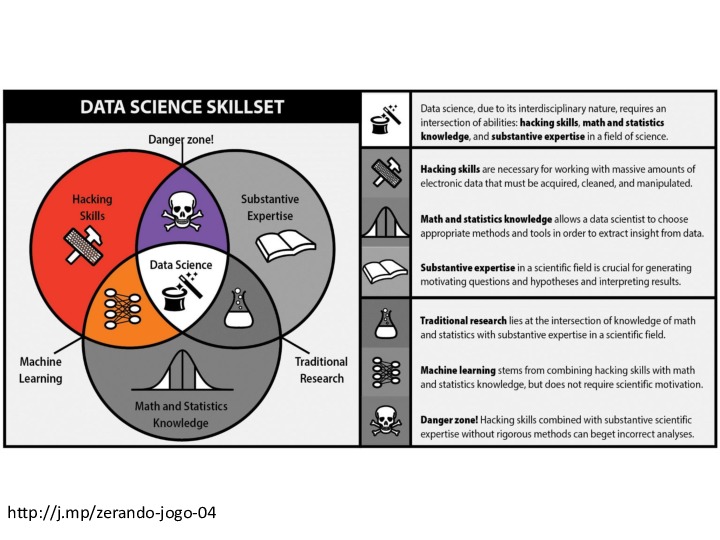 DATA SCIENCE SKILLSET
Danger zone!
Hacking
Skills
Substantive
Expertise
Data Science
Machine
Learning
Traditional
Research
Math and Statistics
Knowledge
Data science, due to its interdisciplinary nature, requires an
intersection of abilities: hacking skills, math and statistics
knowledge, and substantive expertise in a field of science.
Hacking skills are necessary for working with massive amounts of
electronic data that must be acquired, cleaned, and manipulated.
Math and statistics knowledge allows a data scientist to choose
appropriate methods and tools in order to extract insight from data.
Substantive expertise in a scientific field is crucial for generating
motivating questions and hypotheses and interpreting results.
Traditional research lies at the intersection of knowledge of math
and statistics with substantive expertise in a scientific field.
Machine learning stems from combining hacking skills with math
and statistics knowledge, but does not require scientific motivation.
Danger zone! Hacking skills combined with substantive scientific
expertise without rigorous methods can beget incorrect analyses.
http://j.mp/zerando-jogo-04